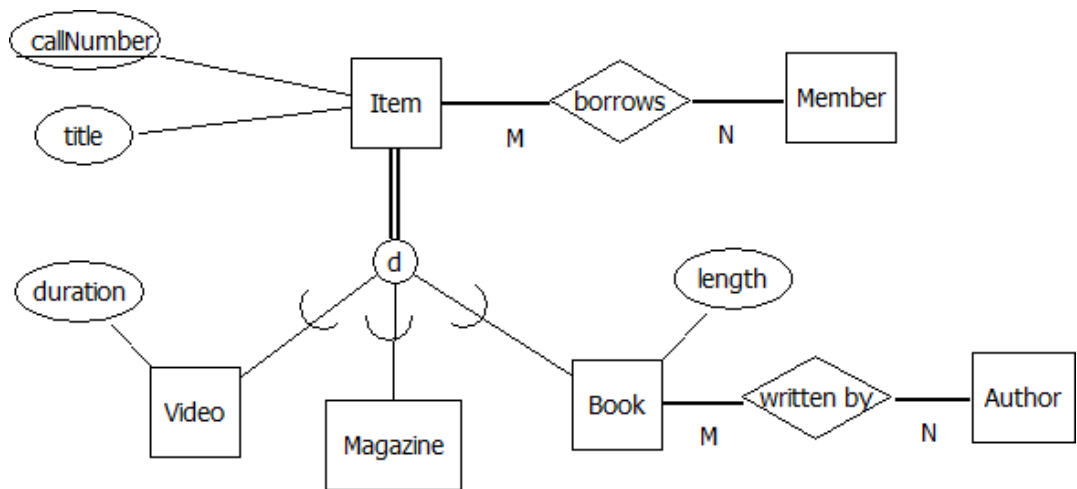 callNumber
title
Item
M
borrows
N
Member
d
duration
length
Video
Magazine
Book
M
written by
N
Author